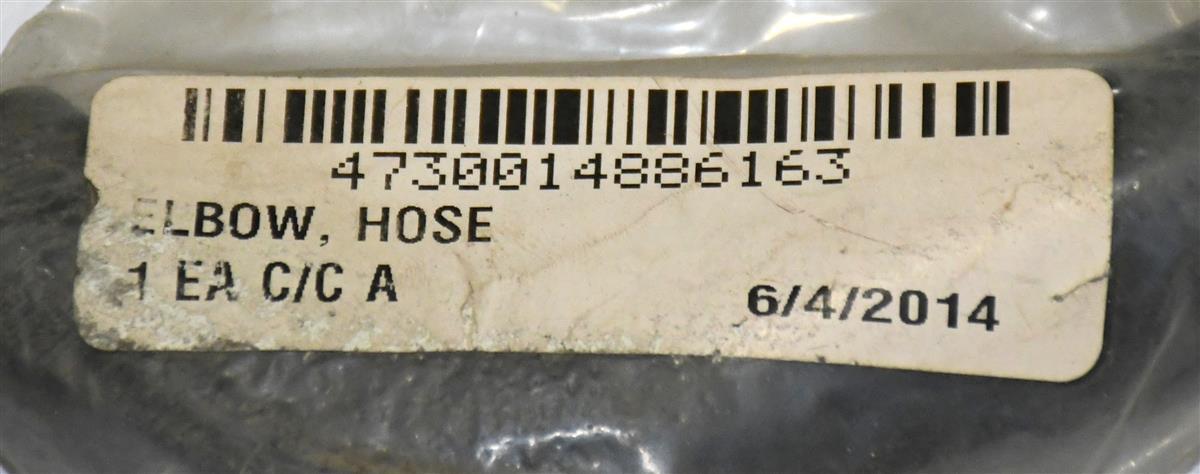 4730014886163
ELBOW, HOSE
1 EA C/C A
6/4/2014